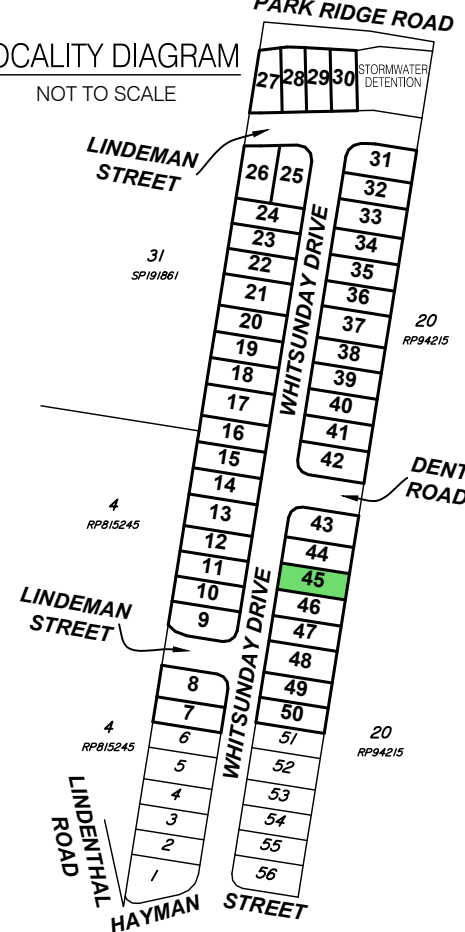 PARK RIDGE ROAD
OCALITY DIAGRAM
NOT TO SCALE
27 28 29 30
STORMWATER
DETENTION
LINDEMAN
STREET
26 25
24
23
22
21
20
19
18
17
16
15
14
13
12
11
10
9
8
7
6
5
4
3
2
1
WHITSUNDAY DRIVE
31
32
33
34
35
36
37
38
39
40
41
42
DENT
ROAD
43
44
45
46
47
48
49
50
51
52
53
54
55
56
WHITSUNDAY DRIVE
31
SP191861
20
RP94215
4
RP815245
LINDEMAN
STREET
4
RP815245
20
RP94215
LINDENTHAL
ROAD
HAYMAN STREET